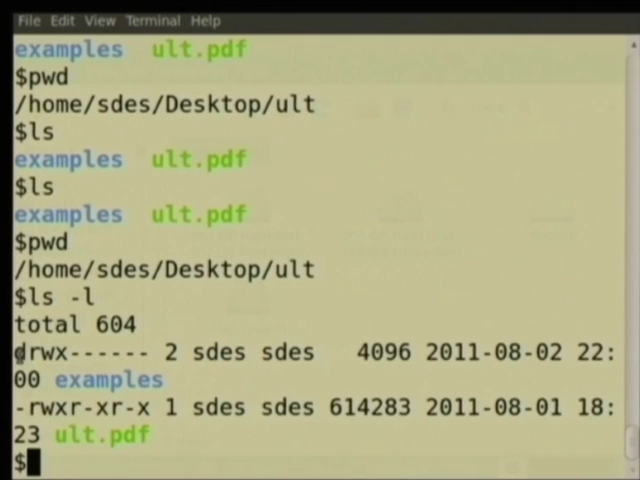 File Edit View Terminal Help
examples ult.pdf
$pwd
/home/sdes/Desktop/ult
$ls
examples ult.pdf
$ls
examples ult.pdf
$pwd
/home/sdes/Desktop/ult
$ls -l
total 604
drwx------ 2 sdes sdes 4096 2011-08-02 22:
00 examples
-rwxr-xr-x 1 sdes sdes 614283 2011-08-01 18:
23 ult.pdf
$